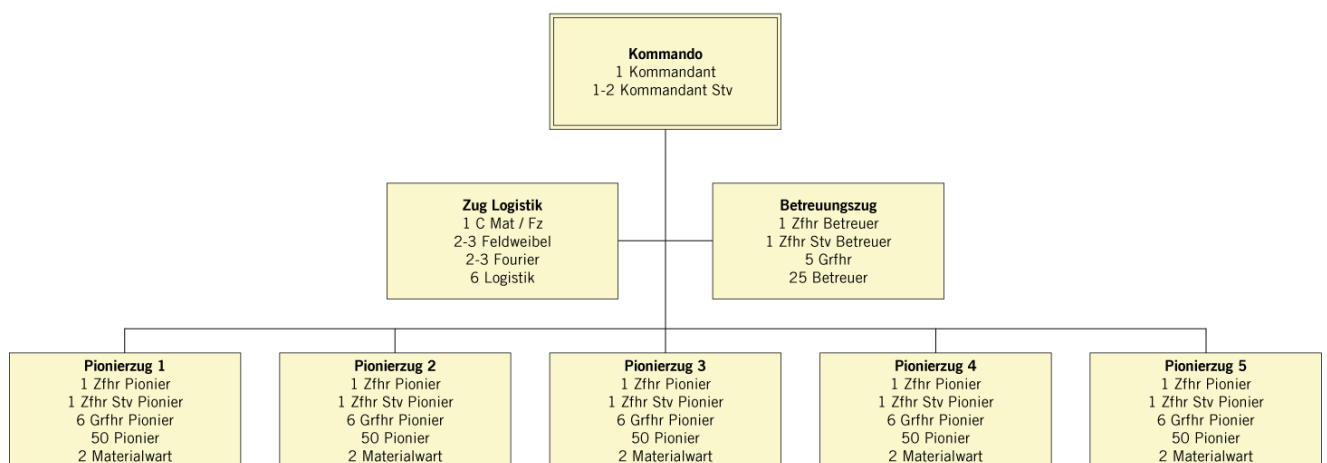 Kommando
1 Kommandant
1-2 Kommandant Stv
Zug Logistik
1 C Mat / Fz
2-3 Feldweibel
2-3 Fourier
6 Logistik
Betreuungszug
1 Zfhr Betreuer
1 Zfhr Stv Betreuer
5 Grfhr
25 Betreuer
Pionierzug 1
1 Zfhr Pionier
1 Zfhr Stv Pionier
6 Grfhr Pionier
50 Pionier
2 Materialwart
Pionierzug 2
1 Zfhr Pionier
1 Zfhr Stv Pionier
6 Grfhr Pionier
50 Pionier
2 Materialwart
Pionierzug 3
1 Zfhr Pionier
1 Zfhr Stv Pionier
6 Grfhr Pionier
50 Pionier
2 Materialwart
Pionierzug 4
1 Zfhr Pionier
1 Zfhr Stv Pionier
6 Grfhr Pionier
50 Pionier
2 Materialwart
Pionierzug 5
1 Zfhr Pionier
1 Zfhr Stv Pionier
6 Grfhr Pionier
50 Pionier
2 Materialwart